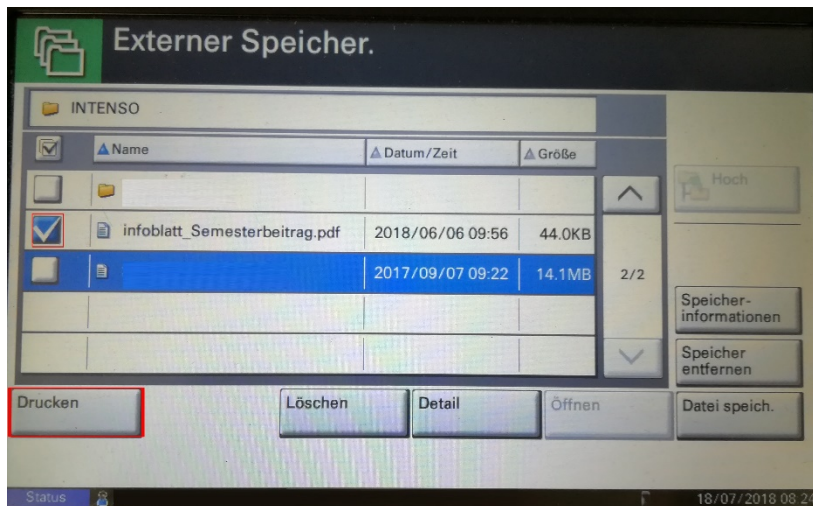 Externer Speicher.
INTENSO
Name Datum/Zeit Größe
Hoch
infoblatt_Semesterbeitrag.pdf 2018/06/06 09:56 44.0KB
2017/09/07 09:22 14.1MB 2/2
Speicher-
informationen
Speicher
entfernen
Drucken Löschen Detail Öffnen Datei speich.
Status 18/07/2018 08:24